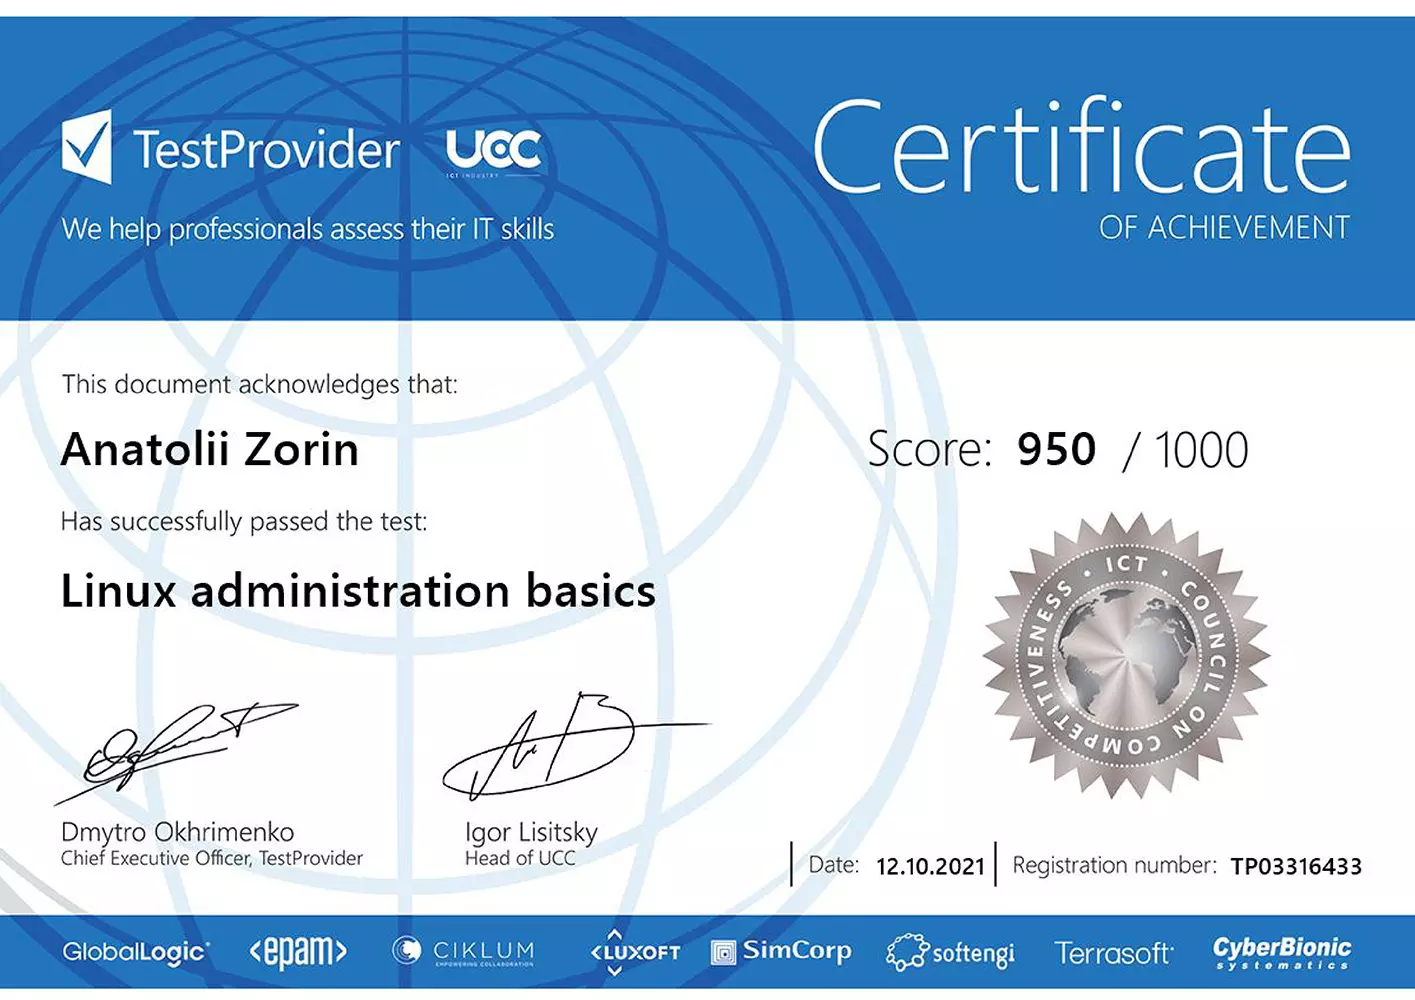 TestProvider
UCC
ICT INDUSTRY
We help professionals assess their IT skills
Certificate
OF ACHIEVEMENT
This document acknowledges that:
Anatolii Zorin
Score: 950 / 1000
Has successfully passed the test:
Linux administration basics
ICT • COUNCIL ON COMPETITIVENESS •
Dmytro Okhrimenko
Chief Executive Officer, TestProvider
Igor Lisitsky
Head of UCC
Date: 12.10.2021
Registration number: TP03316433
GlobalLogic
<epam>
CIKLUM
EMPOWERING COLLABORATION
<LUXOFT
SimCorp
softengi
Terrasoft
CyberBionic
systematics